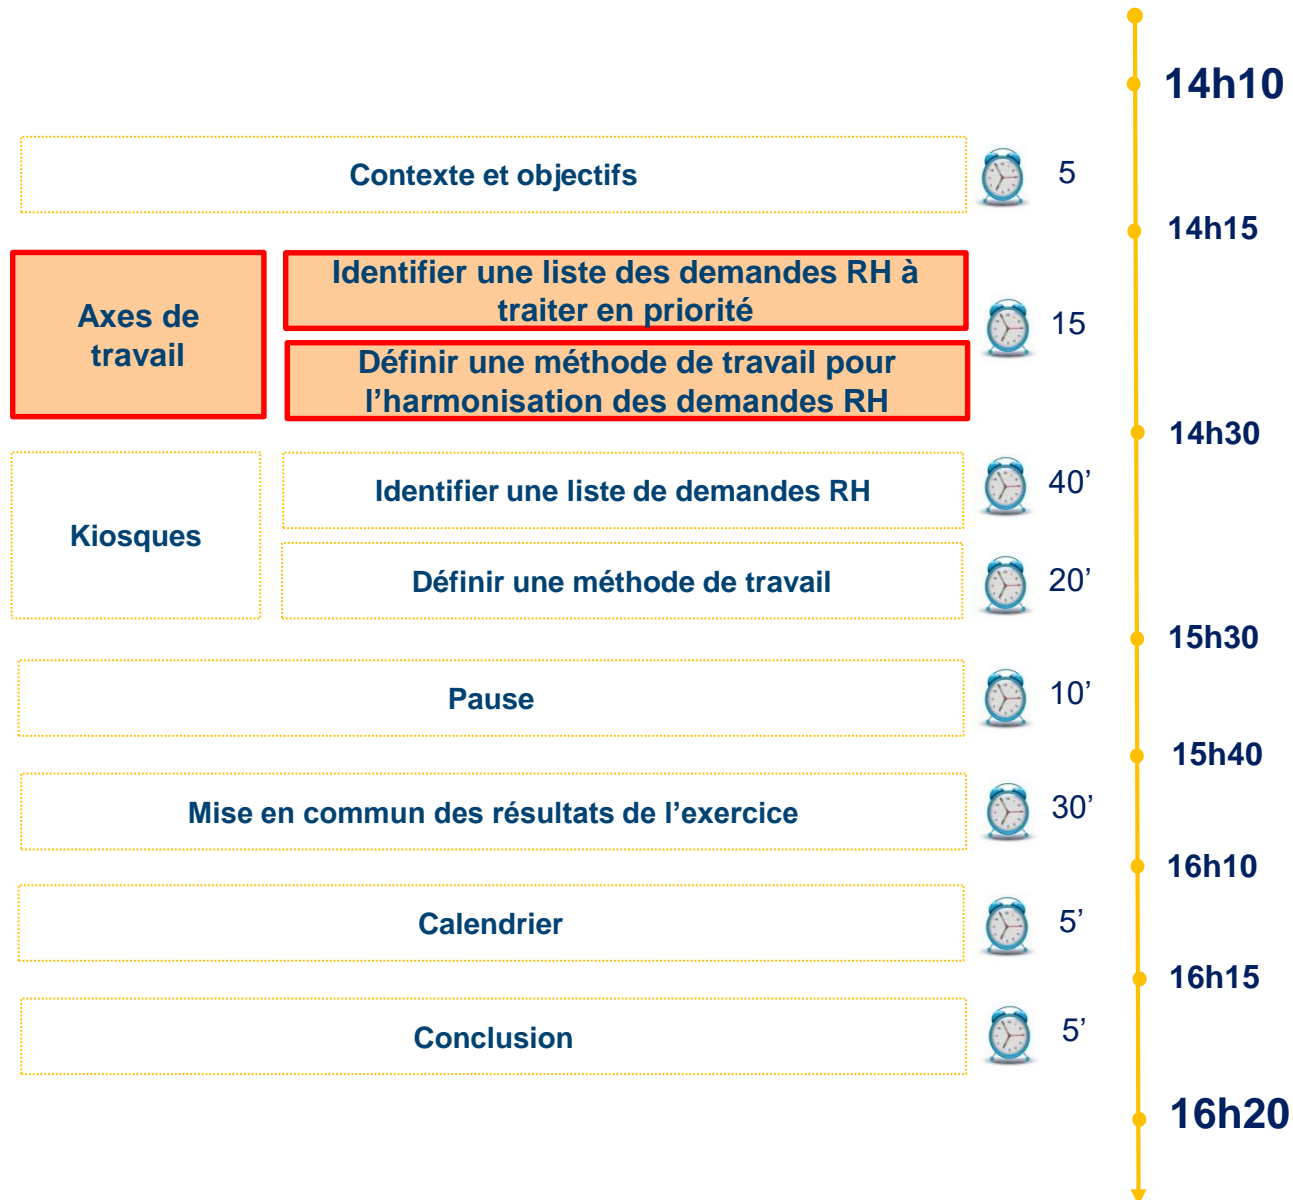 14h10
Contexte et objectifs
5
14h15
Axes de
travail
Identifier une liste des demandes RH à
traiter en priorité
15
Définir une méthode de travail pour
l’harmonisation des demandes RH
14h30
Kiosques
Identifier une liste de demandes RH
40’
Définir une méthode de travail
20’
15h30
Pause
10’
15h40
Mise en commun des résultats de l’exercice
30’
16h10
Calendrier
5’
16h15
Conclusion
5’
16h20